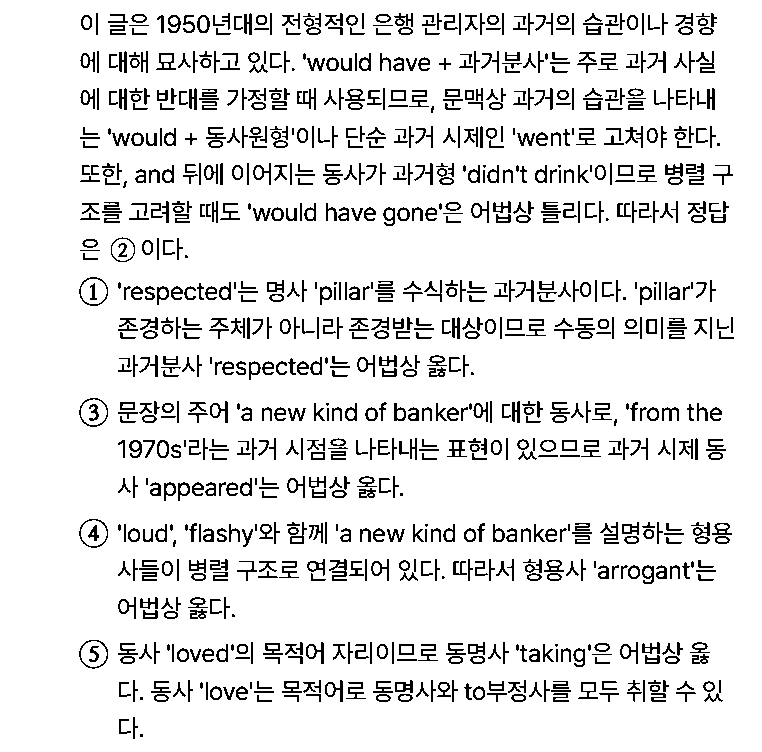 이 글은 1950년대의 전형적인 은행 관리자의 과거의 습관이나 경향
에 대해 묘사하고 있다. 'would have + 과거분사'는 주로 과거 사실
에 대한 반대를 가정할 때 사용되므로, 문맥상 과거의 습관을 나타내
는 'would + 동사원형'이나 단순 과거 시제인 'went'로 고쳐야 한다.
또한, and 뒤에 이어지는 동사가 과거형 'didn't drink'이므로 병렬 구
조를 고려할 때도 'would have gone'은 어법상 틀리다. 따라서 정답
은 ②이다.
① 'respected'는 명사 'pillar'를 수식하는 과거분사이다. 'pillar'가
존경하는 주체가 아니라 존경받는 대상이므로 수동의 의미를 지닌
과거분사 'respected'는 어법상 옳다.
③ 문장의 주어 'a new kind of banker'에 대한 동사로, 'from the
1970s'라는 과거 시점을 나타내는 표현이 있으므로 과거 시제 동
사 'appeared'는 어법상 옳다.
④ 'loud', 'flashy'와 함께 'a new kind of banker'를 설명하는 형용
사들이 병렬 구조로 연결되어 있다. 따라서 형용사 'arrogant'는
어법상 옳다.
⑤ 동사 'loved'의 목적어 자리이므로 동명사 'taking'은 어법상 옳
다. 동사 'love'는 목적어로 동명사와 to부정사를 모두 취할 수 있
다.